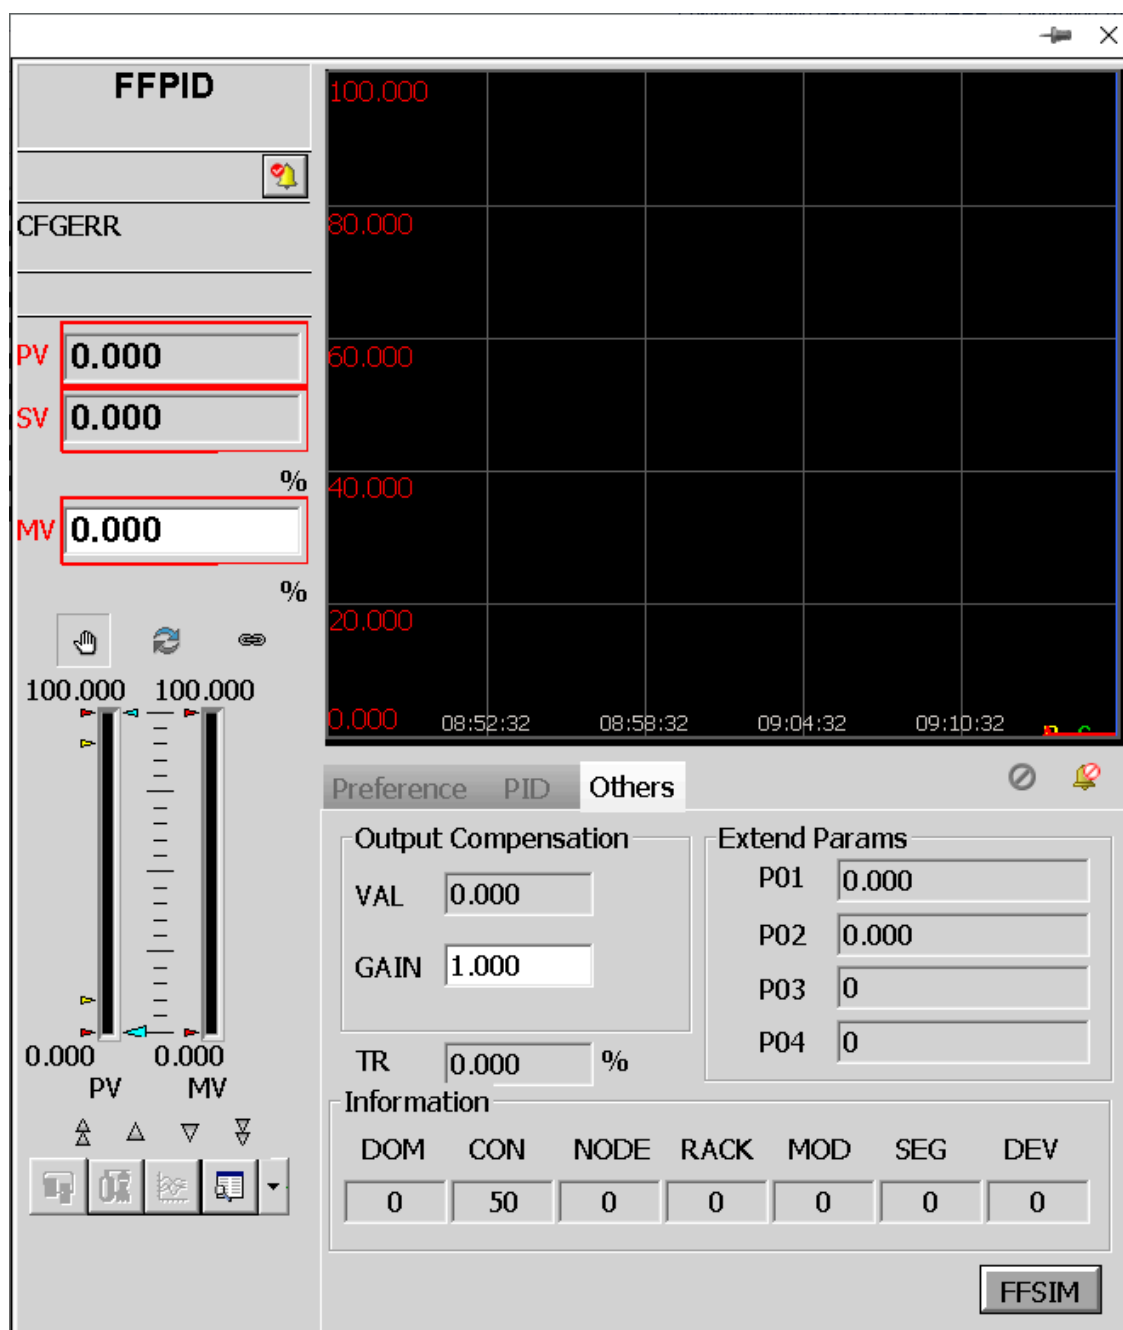 FFPID
CFGERR
PV 0.000
SV 0.000
%
MV 0.000
%
100.000 100.000
0.000 0.000
PV MV
100.000
80.000
60.000
40.000
20.000
0.000 08:52:32 08:58:32 09:04:32 09:10:32
Preference PID Others
Output Compensation
VAL 0.000
GAIN 1.000
TR 0.000 %
Extend Params
P01 0.000
P02 0.000
P03 0
P04 0
Information
DOM CON NODE RACK MOD SEG DEV
0 50 0 0 0 0 0
FFSIM